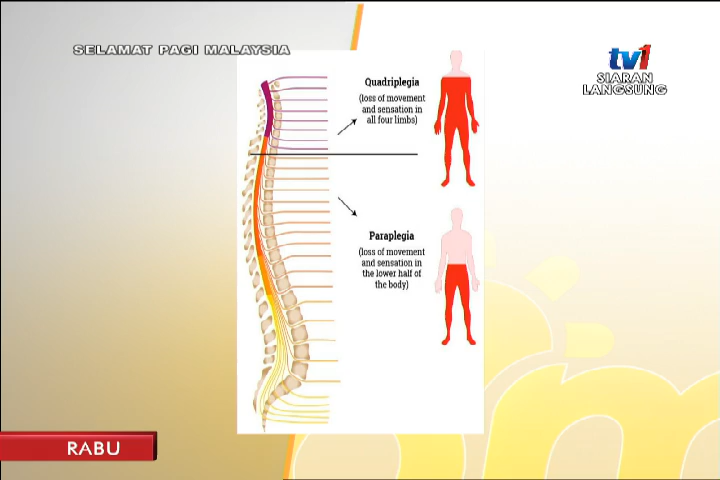 SELAMAT PAGI MALAYSIA
tv1
SIARAN
LANGSUNG
Quadriplegia
(loss of movement
and sensation in
all four limbs)
Paraplegia
(loss of movement
and sensation in
the lower half of
the body)
RABU